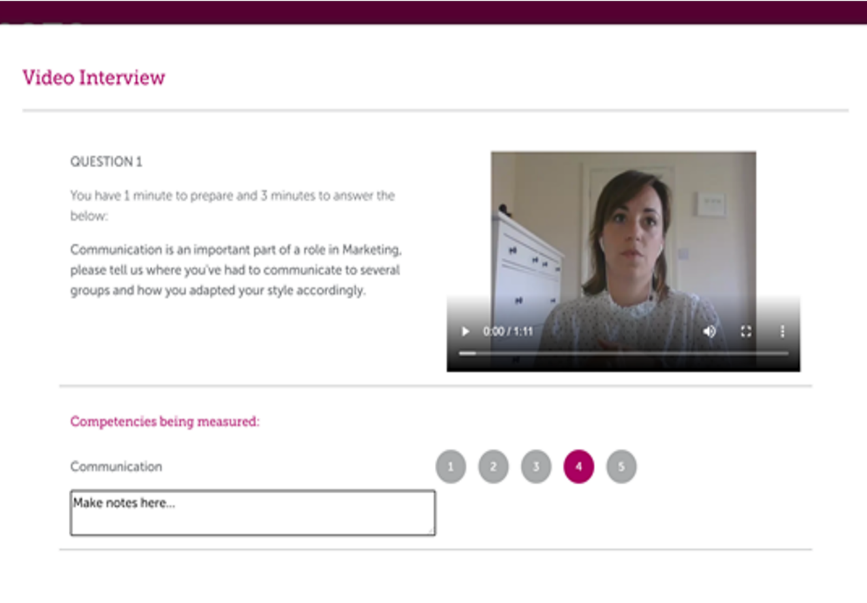 Video Interview
QUESTION 1
You have 1 minute to prepare and 3 minutes to answer the
below:
Communication is an important part of a role in Marketing,
please tell us where you've had to communicate to several
groups and how you adapted your style accordingly.
0:00 / 1:11
Competencies being measured:
Communication
1 2 3 4 5
Make notes here...